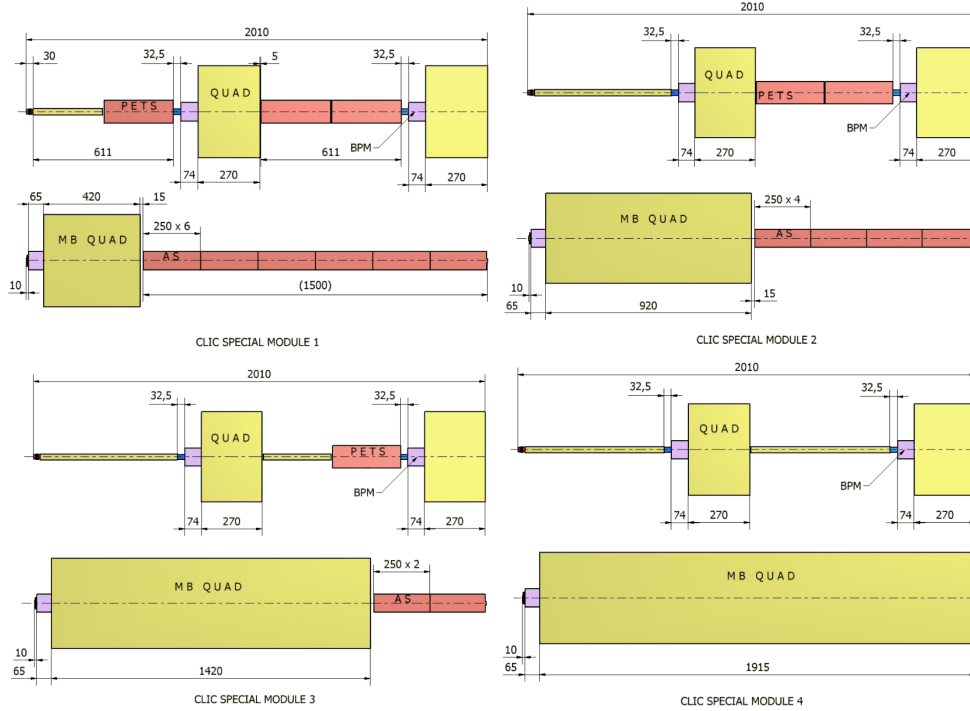 2010
30
32,5
5
32,5
QUAD
PETS
BPM
611
611
74
270
74
270
65
420
15
MB QUAD
250 x 6
AS
10
(1500)
CLIC SPECIAL MODULE 1
2010
32,5
32,5
QUAD
PETS
BPM
74
270
74
270
MB QUAD
250 x 4
AS
10
15
65
920
CLIC SPECIAL MODULE 2
2010
32,5
32,5
QUAD
PETS
BPM
74
270
74
270
MB QUAD
250 x 2
AS
10
65
1420
CLIC SPECIAL MODULE 3
2010
32,5
32,5
QUAD
BPM
74
270
74
270
MB QUAD
10
65
1915
CLIC SPECIAL MODULE 4